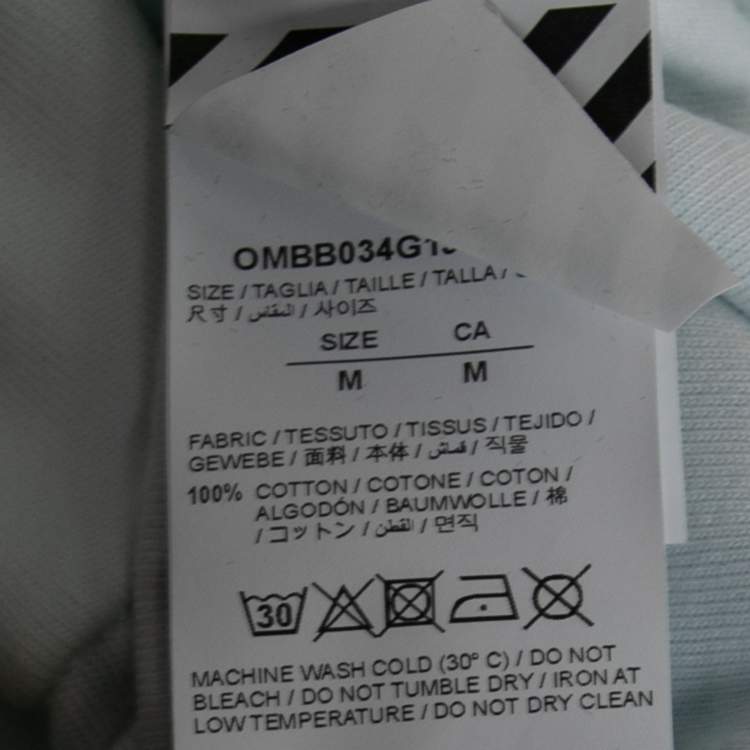 OMBB034G
SIZE / TAGLIA / TAILLE / TALLA /
尺寸 / المقاس / 사이즈
SIZE CA
M M
FABRIC / TESSUTO / TISSUS / TEJIDO /
GEWEBE / 面料 / 本体 / قماش / 직물
100% COTTON / COTONE / COTON /
ALGODÓN / BAUMWOLLE / 棉
/ コットン / القطن / 면직
30
MACHINE WASH COLD (30° C) / DO NOT
BLEACH / DO NOT TUMBLE DRY / IRON AT
LOW TEMPERATURE / DO NOT DRY CLEAN